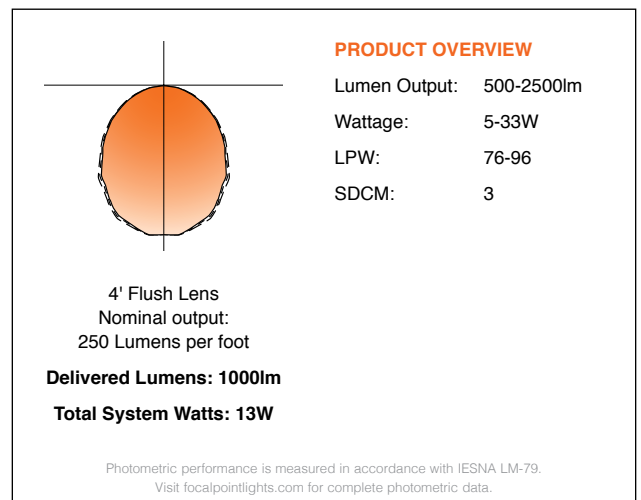 PRODUCT OVERVIEW
Lumen Output: 500-2500lm
Wattage: 5-33W
LPW: 76-96
SDCM: 3
4' Flush Lens
Nominal output:
250 Lumens per foot
Delivered Lumens: 1000lm
Total System Watts: 13W
Photometric performance is measured in accordance with IESNA LM-79.
Visit focalpointlights.com for complete photometric data.